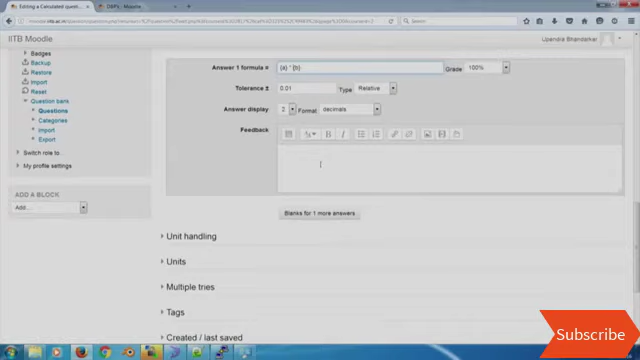 Editing a Calculated questi
DMPV - Moodle
IITB Moodle
Upendra Bhandarkar
Badges
Backup
Restore
Import
Reset
Question bank
Questions
Categories
Import
Export
Switch role to...
My profile settings
ADD A BLOCK
Add...
Answer 1 formula =
Grade
100%
Tolerance ±
0.01
Type
Relative
Answer display
2
Format
decimals
Feedback
B I
Blanks for 1 more answers
Unit handling
Units
Multiple tries
Tags
Created / last saved
Subscribe